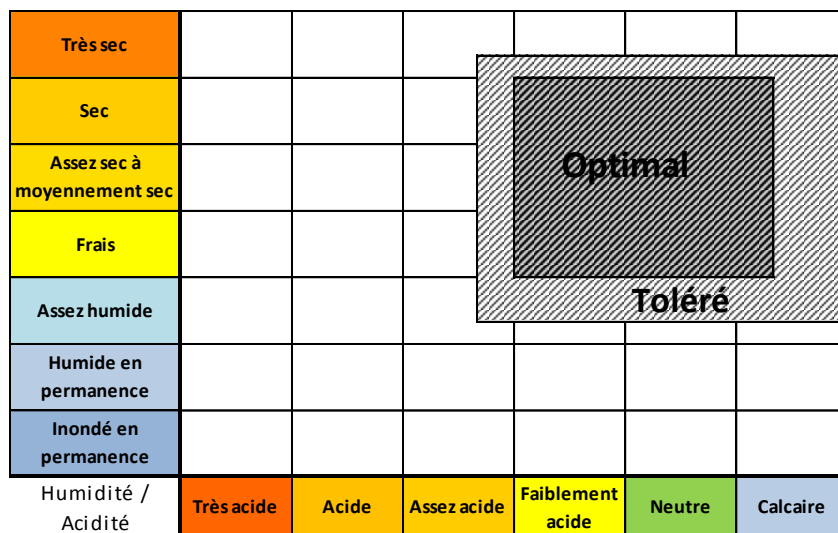 Très sec
Sec
Optimal
Assez sec à
moyennement sec
Frais
Toléré
Assez humide
Humide en
permanence
Inondé en
permanence
Humidité /
Acidité
Très acide
Acide
Assez acide
Faiblement
acide
Neutre
Calcaire